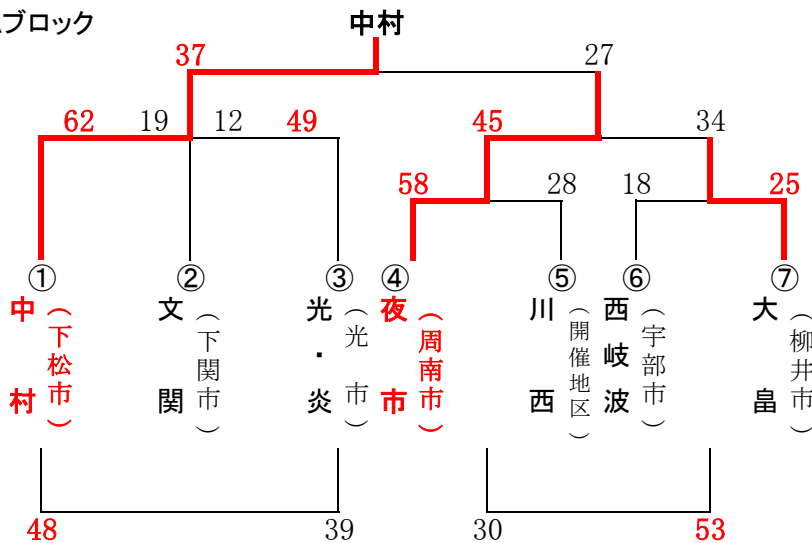 ブロック
中村
37 27
62 19 12 49 45 34
58 28 18 25
① ② ③ ④ ⑤ ⑥ ⑦
中村
（下松市）
文関
（下関市）
光・炎
（光　市）
夜市
（周南市）
川西
（開催地区）
西岐波
（宇部市）
大畠
（柳井市）
48 39 30 53